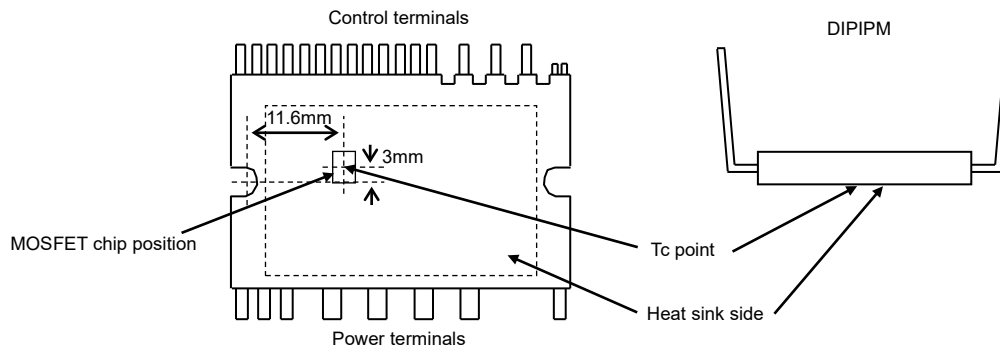 Control terminals
DIPIPM
11.6mm
3mm
MOSFET chip position
Tc point
Heat sink side
Power terminals